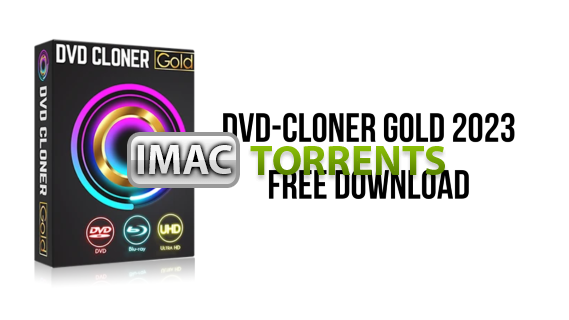 DVD CLONER Gold
DVD CLONER Gold
DVD
DVD
Blu-ray
UHD
Ultra HD
DVD-CLONER GOLD 2023
IMAC TORRENTS
FREE DOWNLOAD